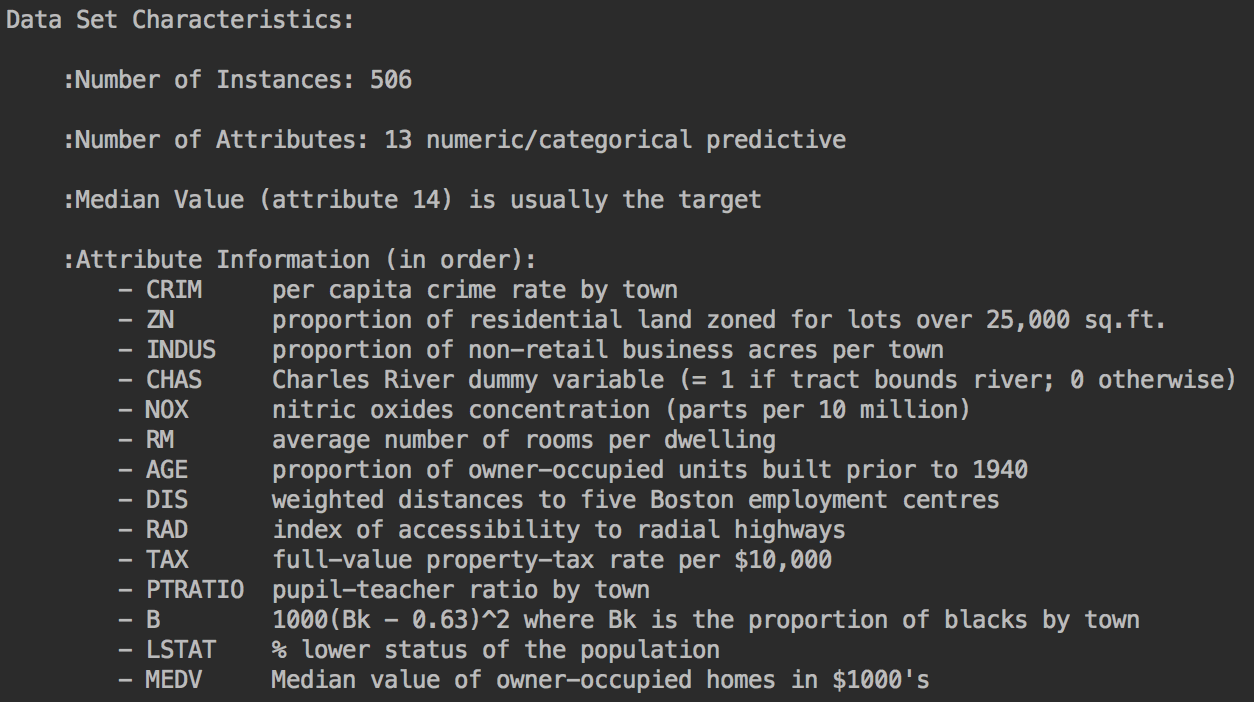 Data Set Characteristics:
:Number of Instances: 506
:Number of Attributes: 13 numeric/categorical predictive
:Median Value (attribute 14) is usually the target
:Attribute Information (in order):
- CRIM     per capita crime rate by town
- ZN       proportion of residential land zoned for lots over 25,000 sq.ft.
- INDUS    proportion of non-retail business acres per town
- CHAS     Charles River dummy variable (= 1 if tract bounds river; 0 otherwise)
- NOX      nitric oxides concentration (parts per 10 million)
- RM       average number of rooms per dwelling
- AGE      proportion of owner-occupied units built prior to 1940
- DIS      weighted distances to five Boston employment centres
- RAD      index of accessibility to radial highways
- TAX      full-value property-tax rate per $10,000
- PTRATIO  pupil-teacher ratio by town
- B        1000(Bk - 0.63)^2 where Bk is the proportion of blacks by town
- LSTAT    % lower status of the population
- MEDV     Median value of owner-occupied homes in $1000's